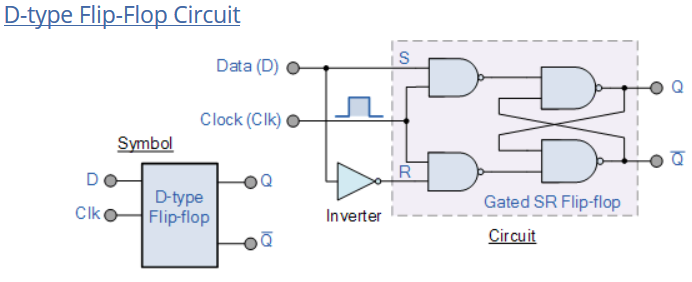 D-type Flip-Flop Circuit
Data (D)
S
Q
Clock (Clk)
Symbol
D
Q
Clk
D-type
Flip-flop
Q̅
R
Q̅
Inverter
Gated SR Flip-flop
Circuit